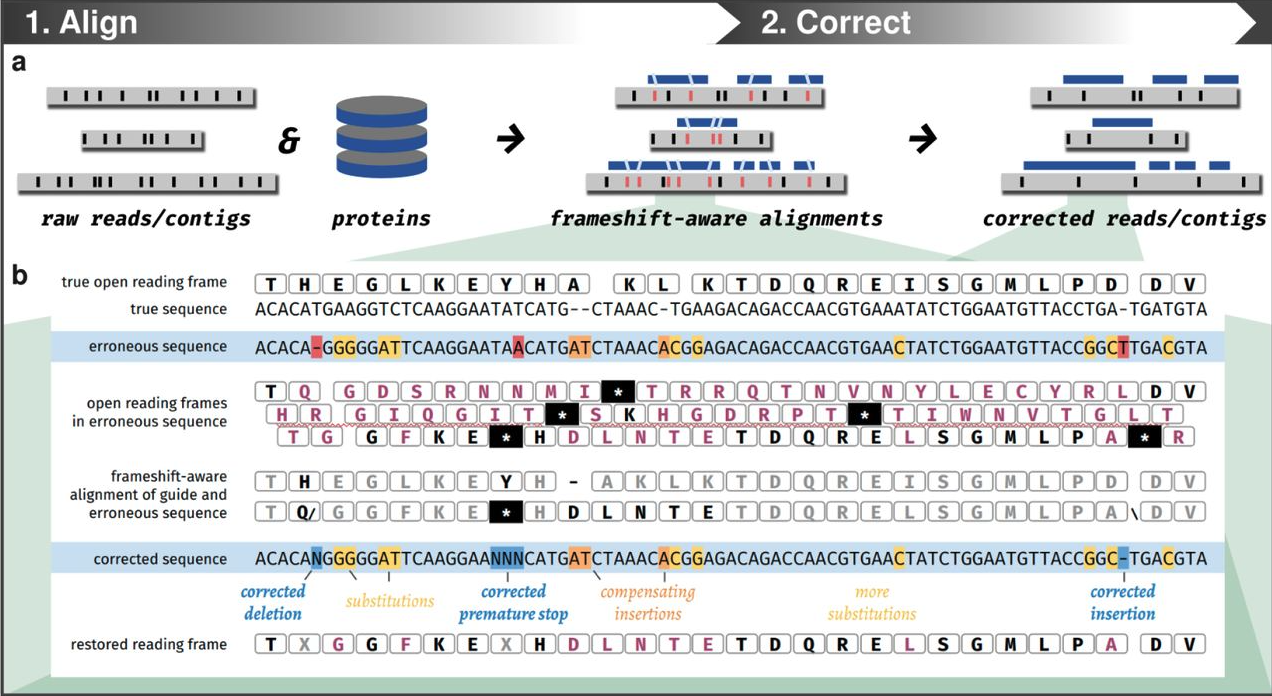 1. Align
2. Correct
a
&
raw reads/contigs
proteins
frameshift-aware alignments
corrected reads/contigs
b
true open reading frame
T H E G L K E Y H A K L K T D Q R E I S G M L P D D V
true sequence
ACACATGAAGGTCTCAAGGAATATCATG--CTAAAC-TGAAGACAGACCAACGTGAAATATCTGGAATGTTACCTGA-TGATGTA
erroneous sequence
ACACA-GGGGGATTCAAGGAATAACATGATCTAAACACGGAGACAGACCAACGTGAACTATCTGGAATGTTACCGGCTTGACGTA
open reading frames
in erroneous sequence
T Q G D S R N N M I * T R R Q T N V N Y L E C Y R L D V
H R G I Q G I T * S K H G D R P T * T I W N V T G L T
T G G F K E * H D L N T E T D Q R E L S G M L P A * R
frameshift-aware
alignment of guide and
erroneous sequence
T H E G L K E Y H - A K L K T D Q R E I S G M L P D D V
T Q/ G G F K E * H D L N T E T D Q R E L S G M L P A \ D V
corrected sequence
ACACANGGGGGATTCAAGGAANNNCATGATCTAAACACGGAGACAGACCAACGTGAACTATCTGGAATGTTACCGGC-TGACGTA
corrected
deletion
substitutions
corrected
premature stop
compensating
insertions
more
substitutions
corrected
insertion
restored reading frame
T X G G F K E X H D L N T E T D Q R E L S G M L P A D V